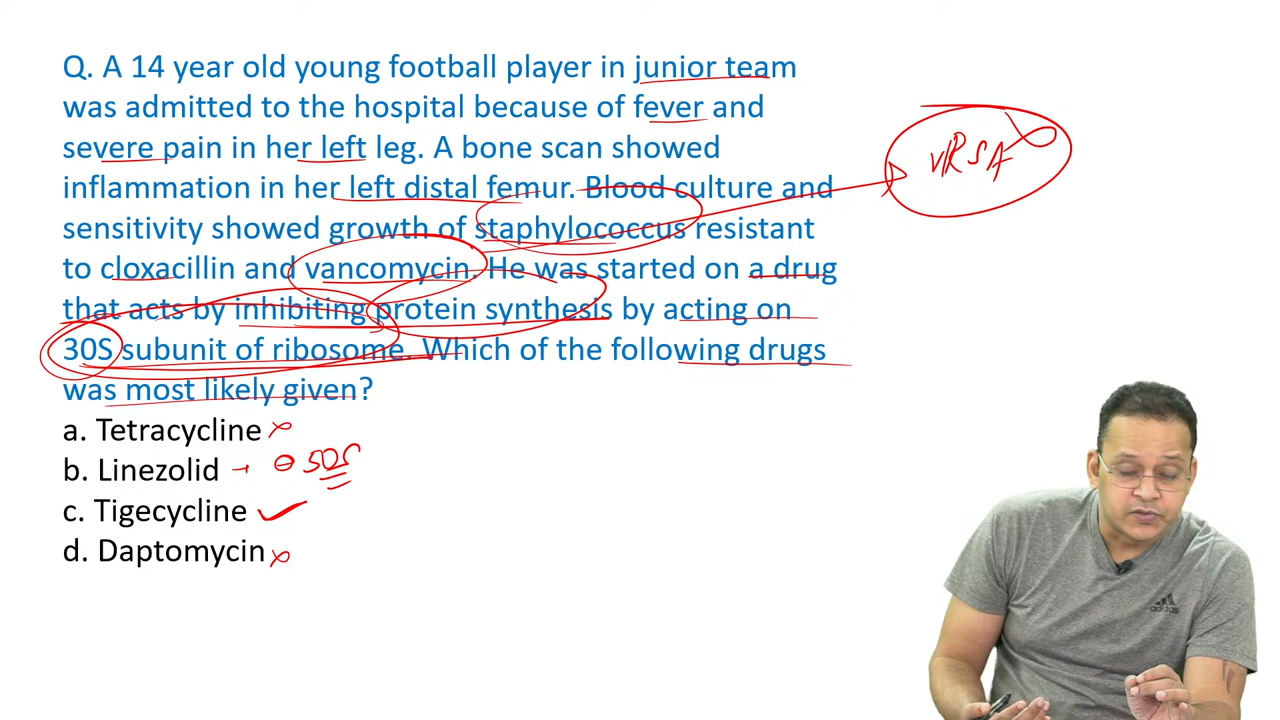 Q. A 14 year old young football player in junior team
was admitted to the hospital because of fever and
severe pain in her left leg. A bone scan showed
inflammation in her left distal femur. Blood culture and
sensitivity showed growth of staphylococcus resistant
to cloxacillin and vancomycin. He was started on a drug
that acts by inhibiting protein synthesis by acting on
30S subunit of ribosome. Which of the following drugs
was most likely given?
a. Tetracycline
b. Linezolid → ⊖ 50S
c. Tigecycline
d. Daptomycin
VRSA
adidas